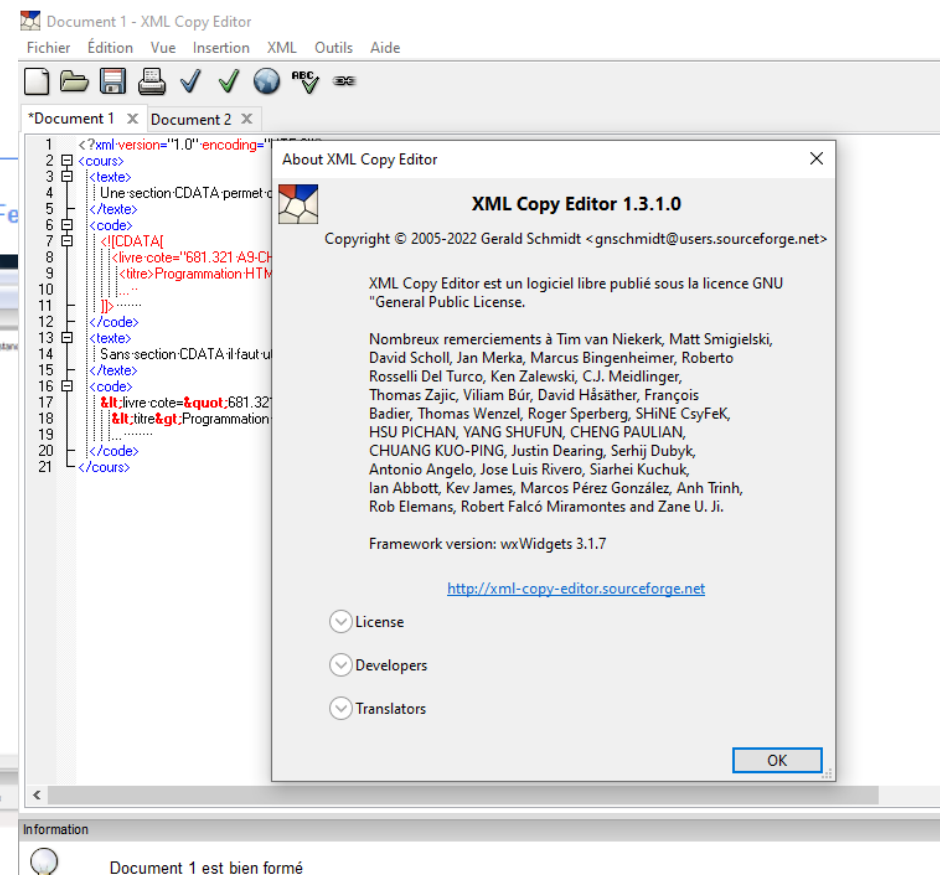 Document 1 - XML Copy Editor
Fichier Édition Vue Insertion XML Outils Aide
ABC
*Document 1 X Document 2 X
1 <?xml version="1.0" encoding="
2 <cours>
3 <texte>
4 Une section CDATA permet
5 </texte>
6 <code>
7 <![CDATA[
8 <livre cote="681.321 A9-CH
9 <titre>Programmation HTM
10 ...
11 ]]>
12 </code>
13 <texte>
14 Sans section CDATA il faut
15 </texte>
16 <code>
17 &lt;livre cote=&quot;681.32
18 &lt;titre&gt;Programmation
19 ...
20 </code>
21 </cours>
About XML Copy Editor
XML Copy Editor 1.3.1.0
Copyright © 2005-2022 Gerald Schmidt <gnschmidt@users.sourceforge.net>
XML Copy Editor est un logiciel libre publié sous la licence GNU
"General Public License.
Nombreux remerciements à Tim van Niekerk, Matt Smigielski,
David Scholl, Jan Merka, Marcus Bingenheimer, Roberto
Rosselli Del Turco, Ken Zalewski, C.J. Meidlinger,
Thomas Zajic, Viliam Búr, David Håsäther, François
Badier, Thomas Wenzel, Roger Sperberg, SHiNE CsyFeK,
HSU PICHAN, YANG SHUFUN, CHENG PAULIAN,
CHUANG KUO-PING, Justin Dearing, Serhij Dubyk,
Antonio Angelo, Jose Luis Rivero, Siarhei Kuchuk,
Ian Abbott, Kev James, Marcos Pérez González, Anh Trinh,
Rob Elemans, Robert Falcó Miramontes and Zane U. Ji.
Framework version: wxWidgets 3.1.7
http://xml-copy-editor.sourceforge.net
License
Developers
Translators
OK
Information
Document 1 est bien formé